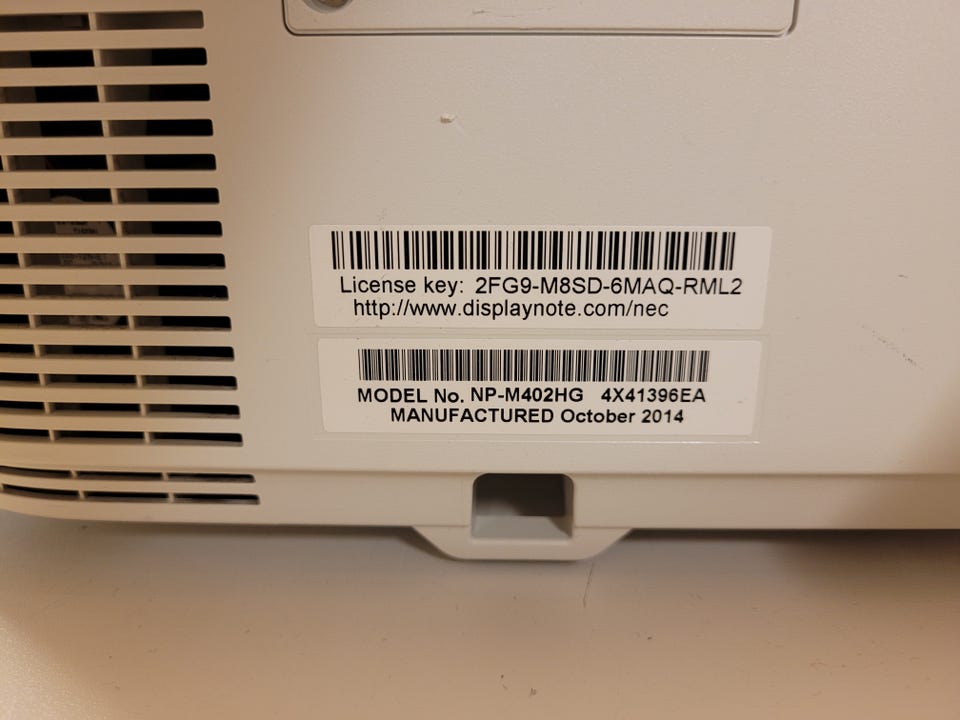 License key: 2FG9-M8SD-6MAQ-RML2
http://www.displaynote.com/nec
MODEL No. NP-M402HG 4X41396EA
MANUFACTURED October 2014